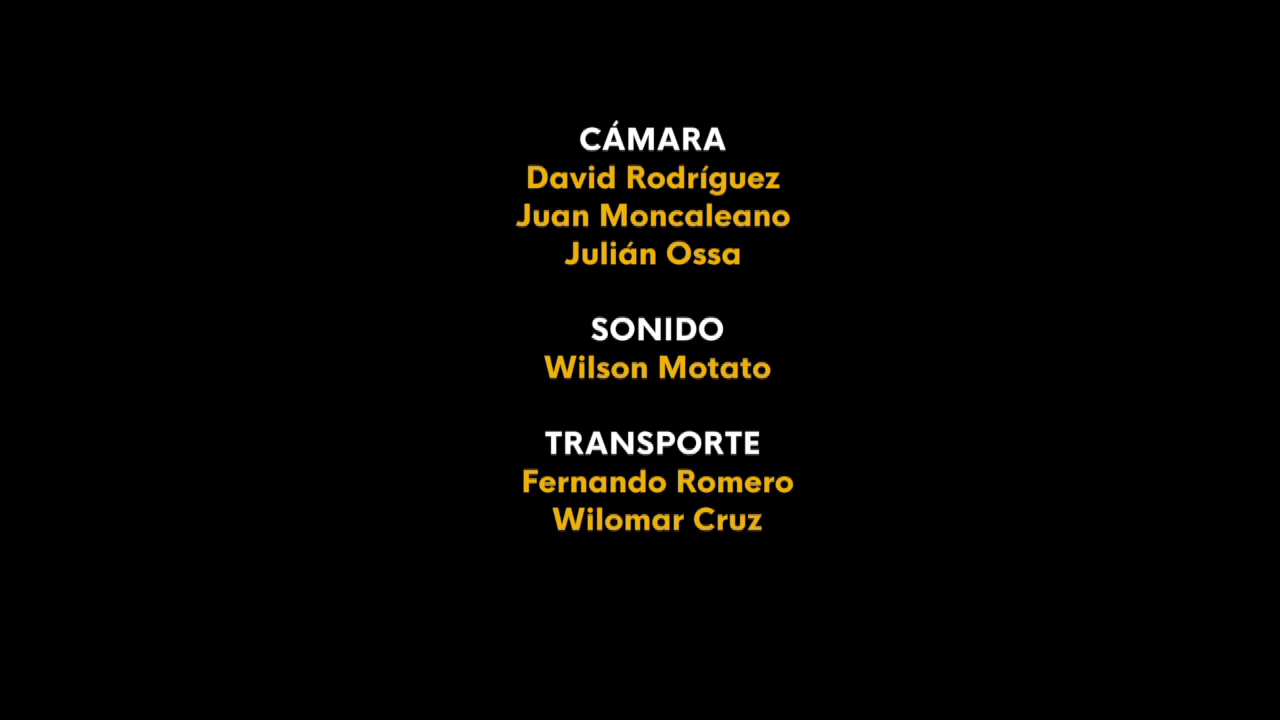 CÁMARA
David Rodríguez
Juan Moncaleano
Julián Ossa
SONIDO
Wilson Motato
TRANSPORTE
Fernando Romero
Wilomar Cruz